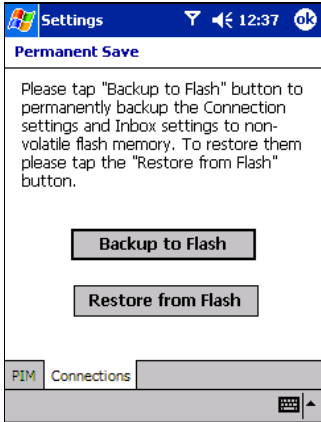 Settings 12:37 ok
Permanent Save
Please tap "Backup to Flash" button to
permanently backup the Connection
settings and Inbox settings to non-
volatile flash memory. To restore them
please tap the "Restore from Flash"
button.
Backup to Flash
Restore from Flash
PIM Connections